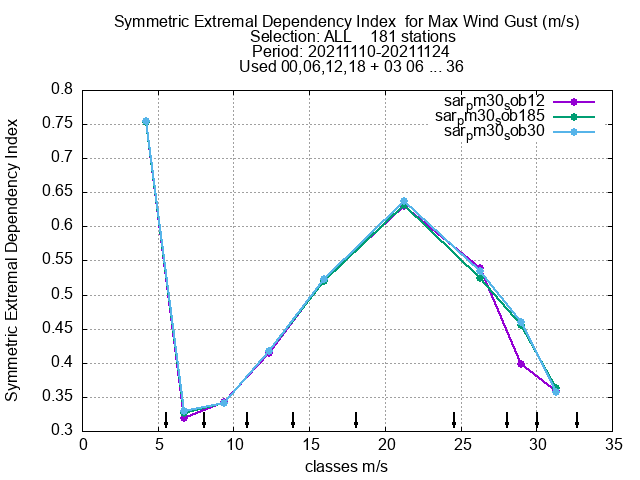 Symmetric Extremal Dependency Index for Max Wind Gust (m/s)
Selection: ALL 181 stations
Period: 20211110-20211124
Used 00,06,12,18 + 03 06 ... 36
sar_pm30_sob12
sar_pm30_sob185
sar_pm30_sob30
Symmetric Extremal Dependency Index
0.8
0.75
0.7
0.65
0.6
0.55
0.5
0.45
0.4
0.35
0.3
0 5 10 15 20 25 30 35
classes m/s